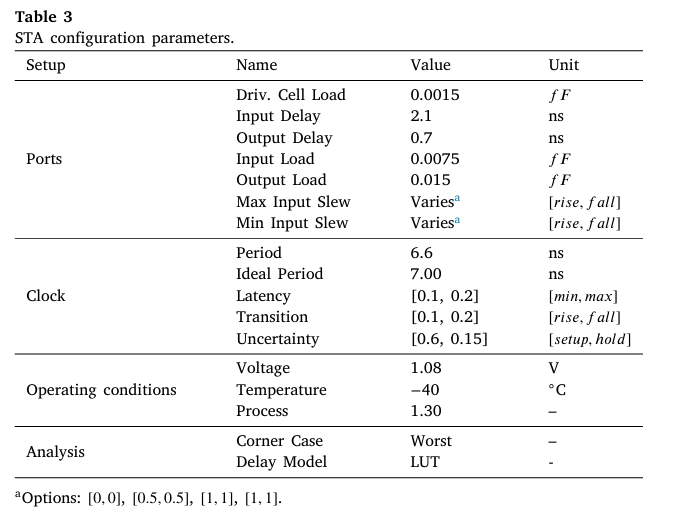 Table 3
STA configuration parameters.
Setup Name Value Unit
Driv. Cell Load 0.0015 fF
Input Delay 2.1 ns
Output Delay 0.7 ns
Ports Input Load 0.0075 fF
Output Load 0.015 fF
Max Input Slew Variesᵃ [rise, fall]
Min Input Slew Variesᵃ [rise, fall]
Period 6.6 ns
Ideal Period 7.00 ns
Clock Latency [0.1, 0.2] [min, max]
Transition [0.1, 0.2] [rise, fall]
Uncertainty [0.6, 0.15] [setup, hold]
Voltage 1.08 V
Operating conditions Temperature −40 °C
Process 1.30 –
Corner Case Worst –
Analysis
Delay Model LUT -
ᵃOptions: [0, 0], [0.5, 0.5], [1, 1], [1, 1].